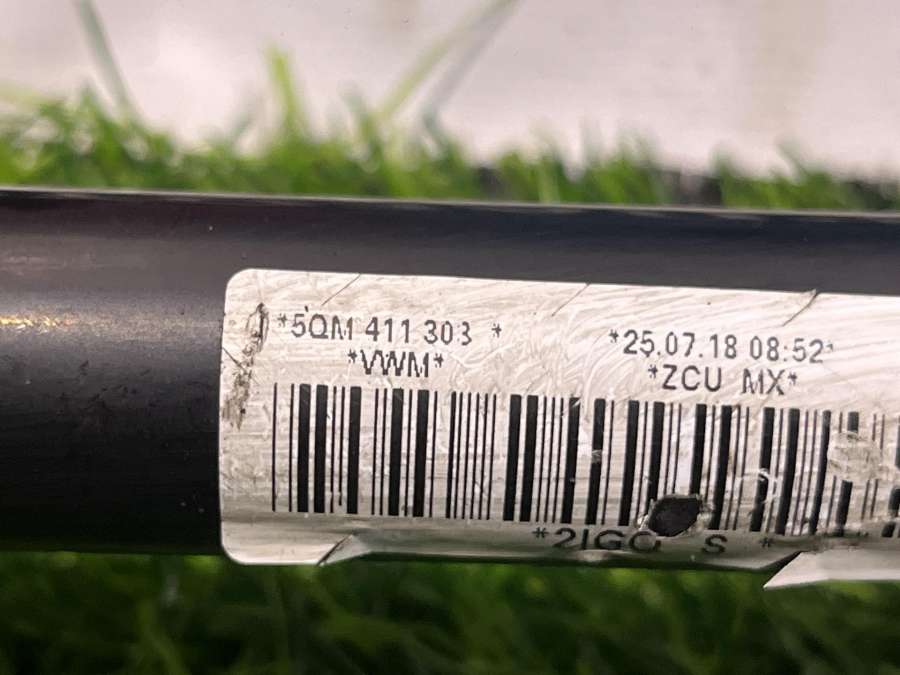 *5QM 411 303 *
*VWM*
*25.07.18 08:52*
*ZCU MX*